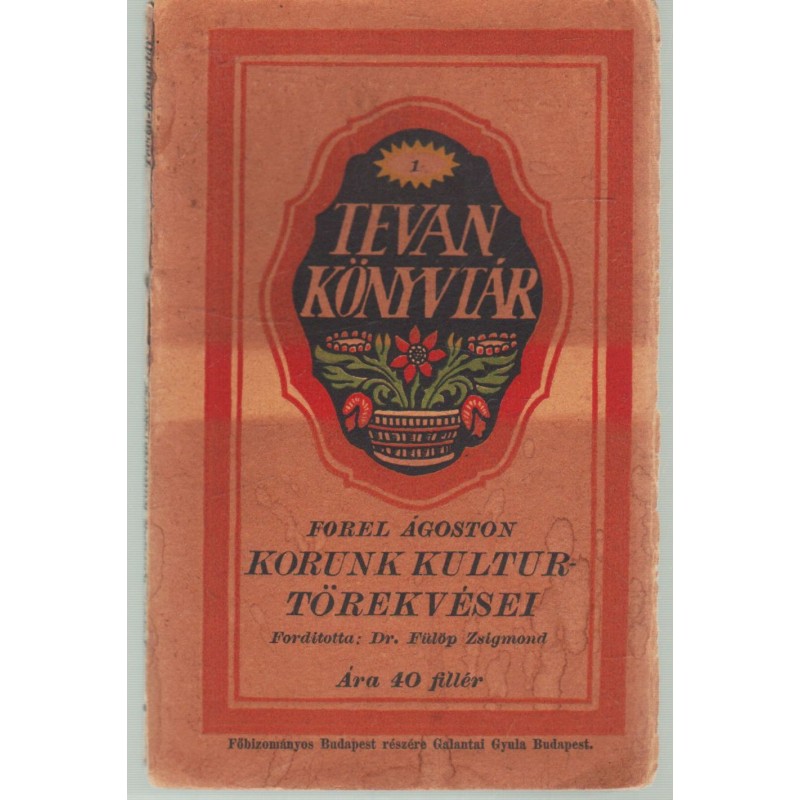 1
TEVAN
KÖNYVTÁR
FOREL ÁGOSTON
KORUNK KULTUR-
TÖREKVÉSEI
Forditotta: Dr. Fülöp Zsigmond
Ára 40 fillér
Főbizományos Budapest részére Galantai Gyula Budapest.